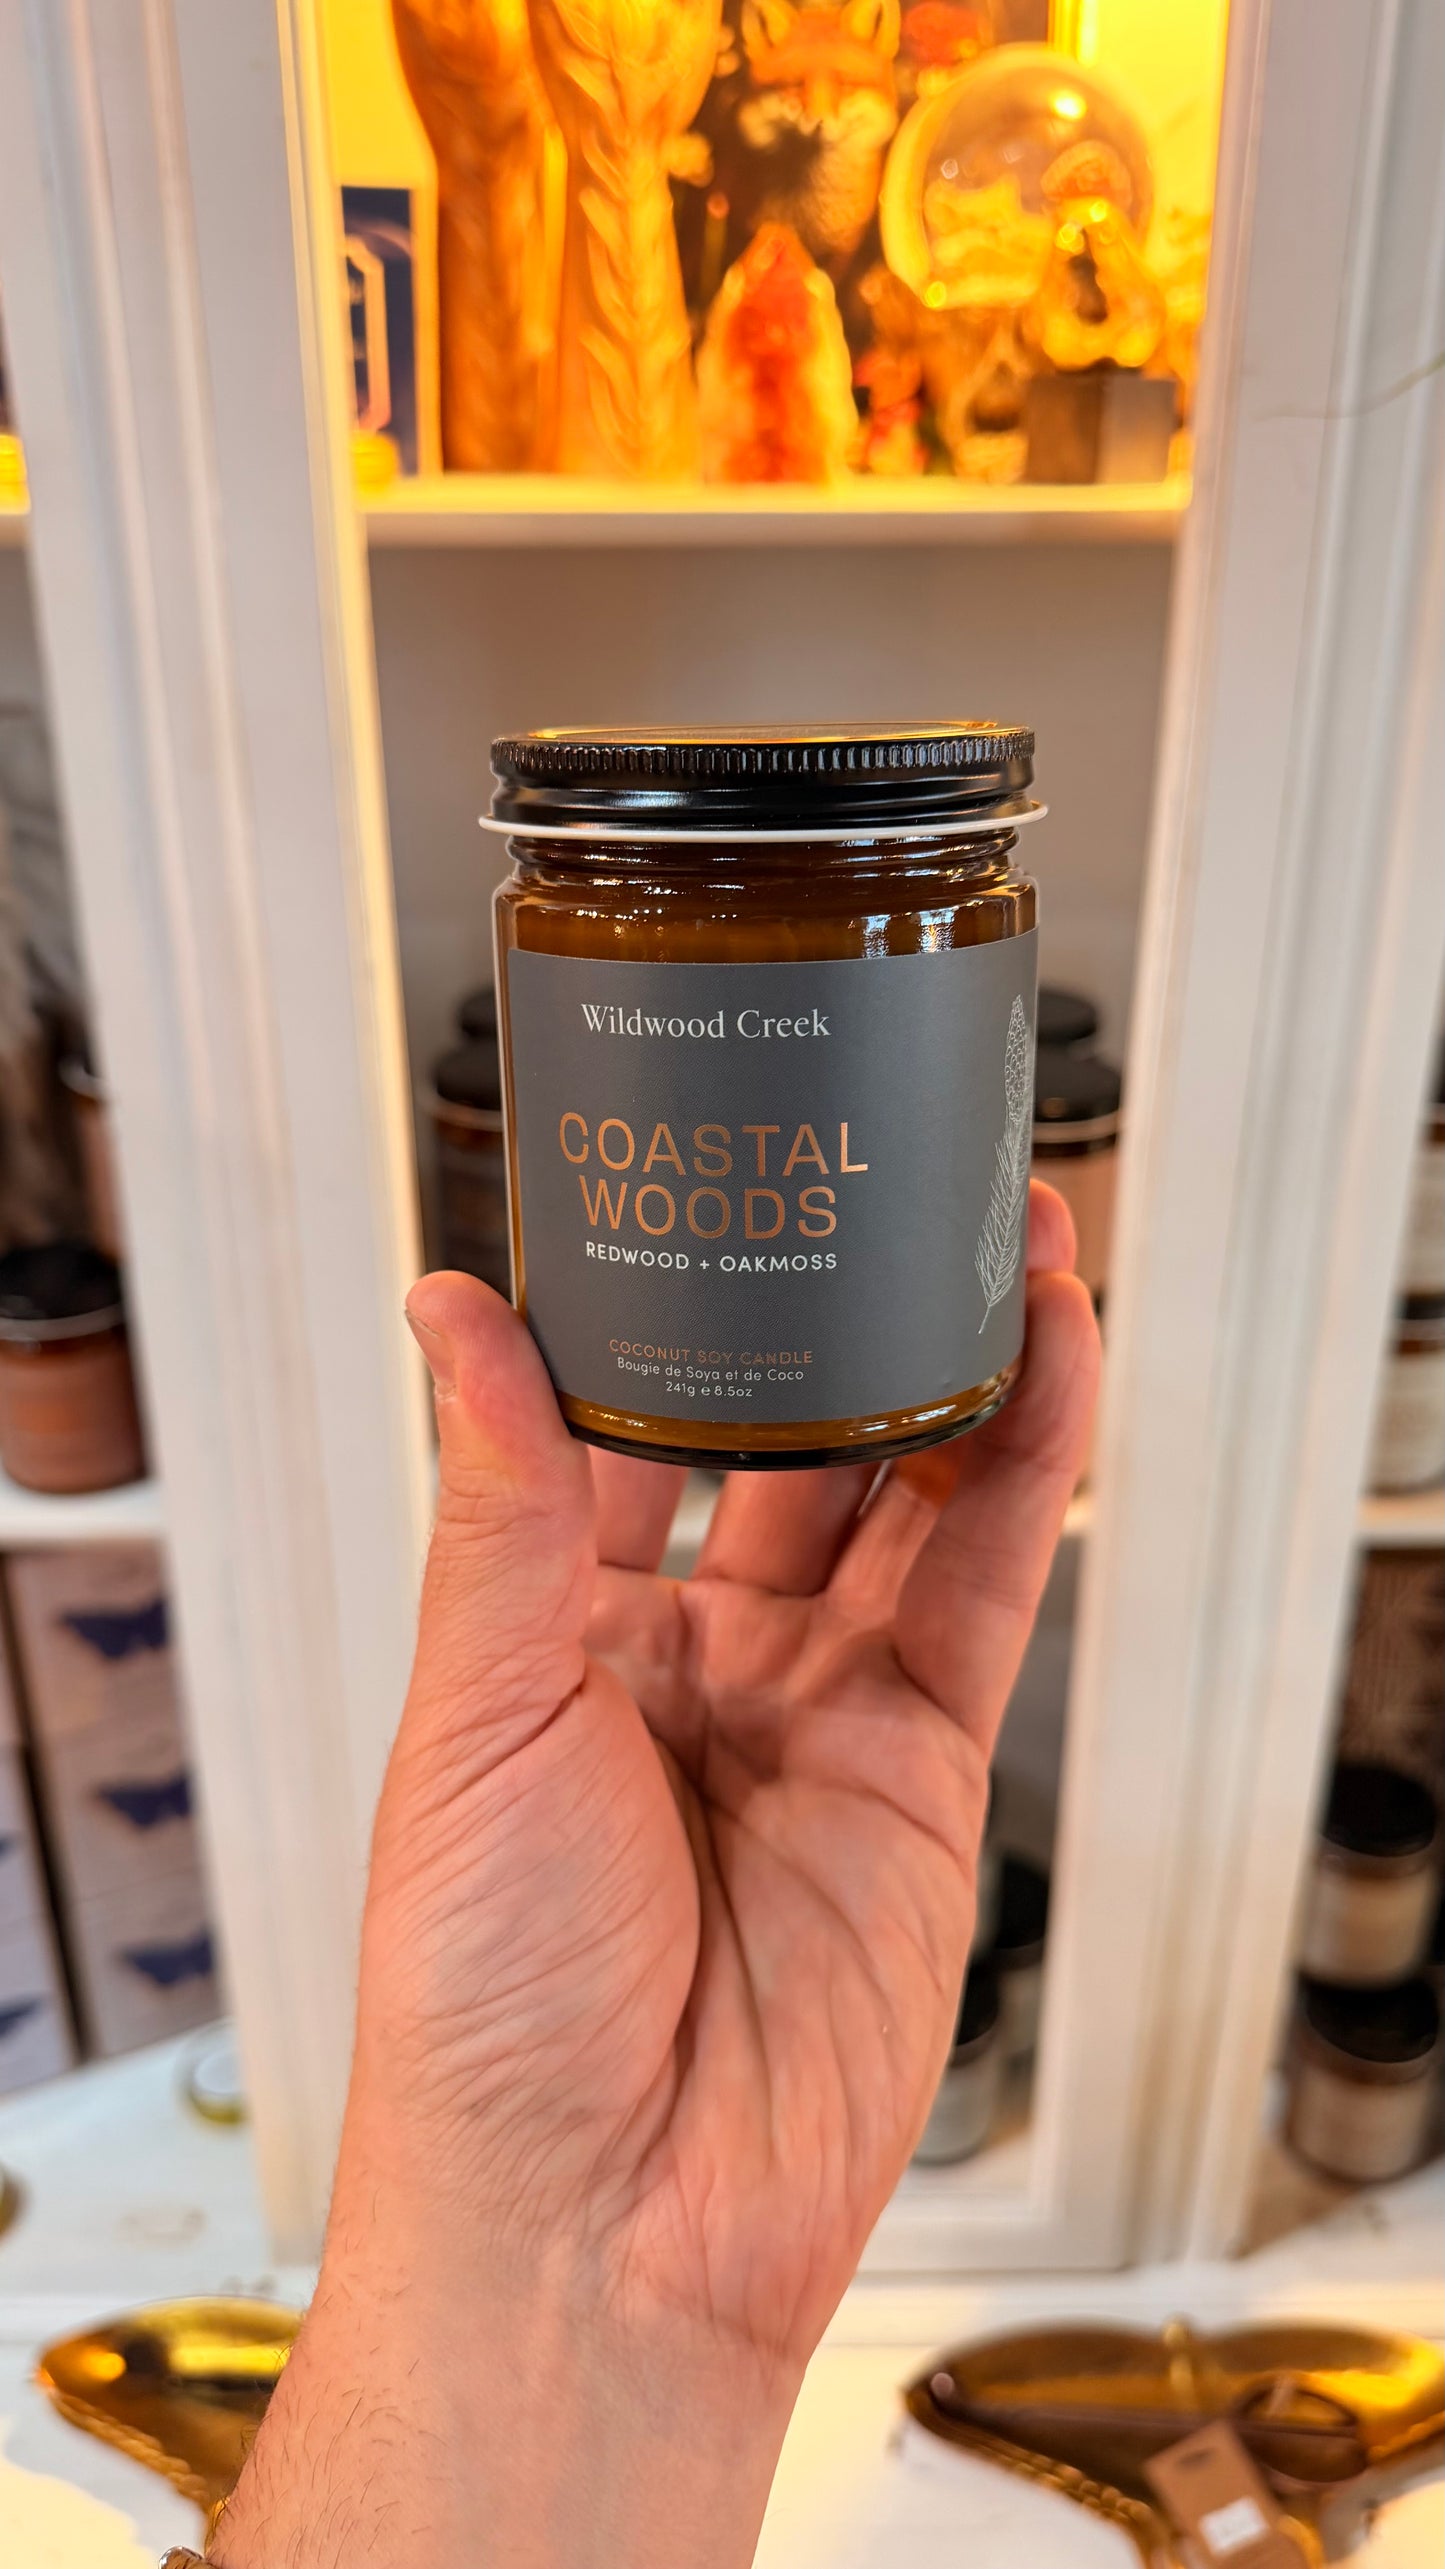 Wildwood Creek
COASTAL
WOODS
REDWOOD + OAKMOSS
COCONUT SOY CANDLE
Bougie de Soya et de Coco
241g e 8.5oz